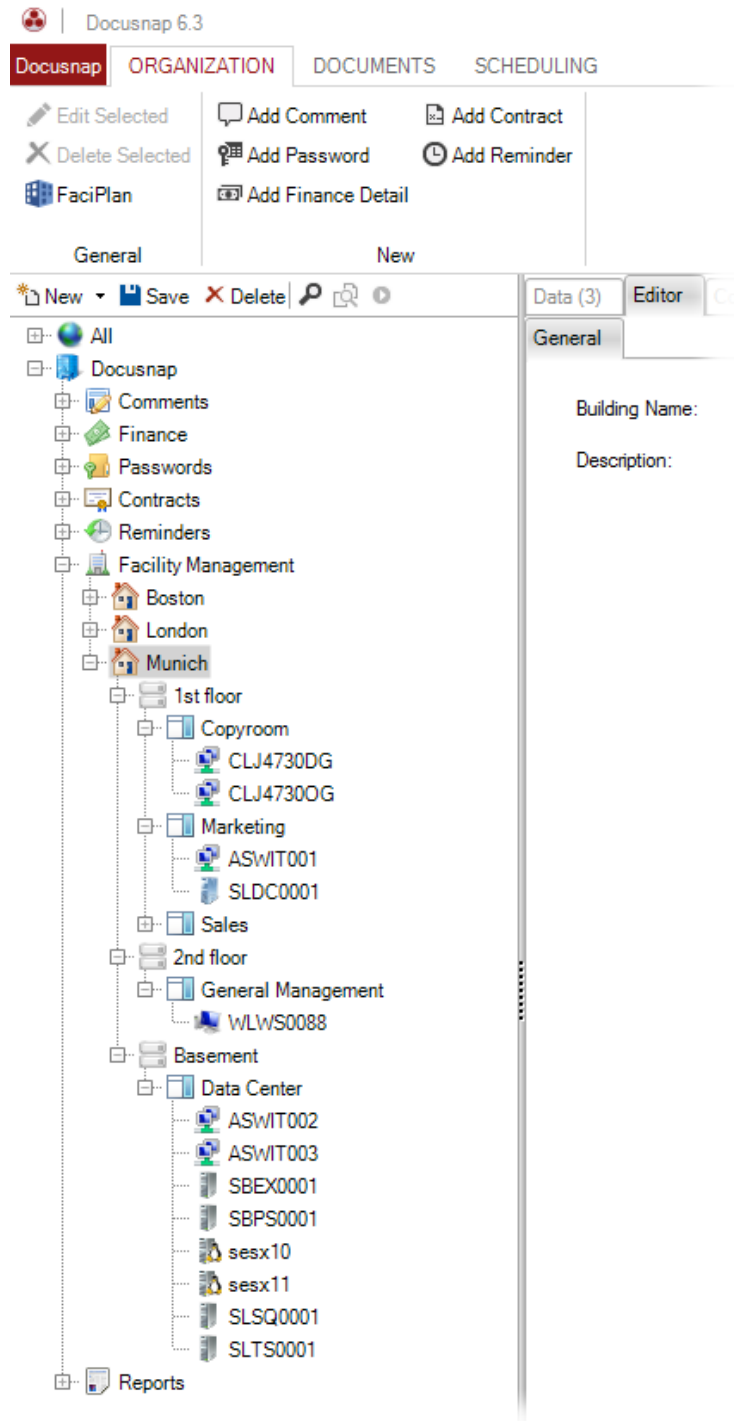 Docusnap 6.3
Docusnap ORGANIZATION DOCUMENTS SCHEDULING
Edit Selected Add Comment Add Contract
Delete Selected Add Password Add Reminder
FaciPlan Add Finance Detail
General New
New Save Delete Data (3) Editor
All General
Docusnap
Comments Building Name:
Finance
Passwords Description:
Contracts
Reminders
Facility Management
Boston
London
Munich
1st floor
Copyroom
CLJ4730DG
CLJ4730OG
Marketing
ASWIT001
SLDC0001
Sales
2nd floor
General Management
WLWS0088
Basement
Data Center
ASWIT002
ASWIT003
SBEX0001
SBPS0001
sesx10
sesx11
SLSQ0001
SLTS0001
Reports